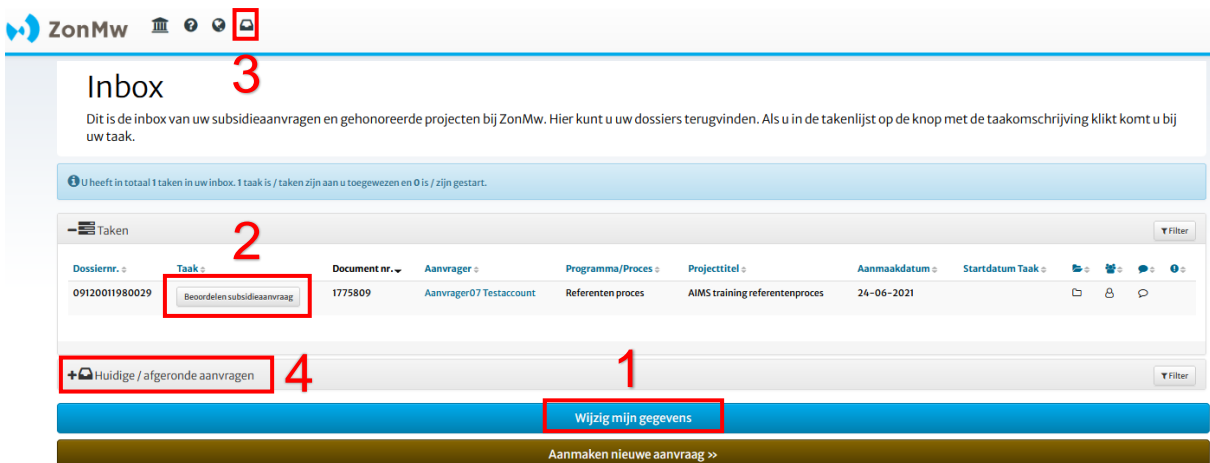 ZonMw
3
Inbox
Dit is de inbox van uw subsidieaanvragen en gehonoreerde projecten bij ZonMw. Hier kunt u uw dossiers terugvinden. Als u in de takenlijst op de knop met de taakomschrijving klikt komt u bij
uw taak.
U heeft in totaal 1 taken in uw inbox. 1 taak is / taken zijn aan u toegewezen en 0 is / zijn gestart.
Taken
2
Filter
Dossiernr. Taak Document nr. Aanvrager Programma/Proces Projecttitel Aanmaakdatum Startdatum Taak
09120011980029 Beoordelen subsidieaanvraag 1775809 Aanvrager07 Testaccount Referenten proces AIMS training referentenproces 24-06-2021
Huidige / afgeronde aanvragen
4
1
Filter
Wijzig mijn gegevens
Aanmaken nieuwe aanvraag »